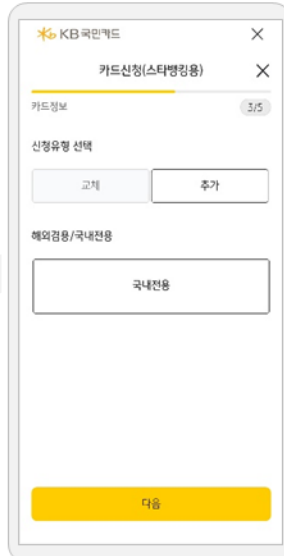 KB국민카드
카드신청(스타뱅킹용)
카드정보 3/5
신청유형 선택
교체 추가
해외겸용/국내전용
국내전용
다음